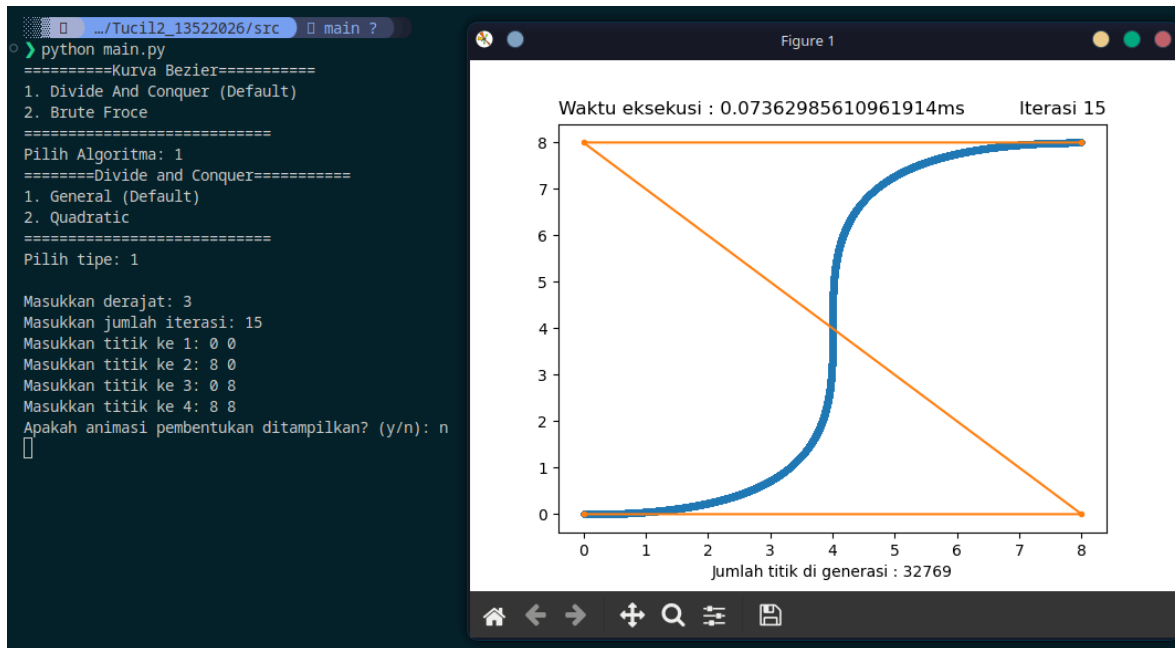 …/Tucil2_13522026/src main ?
❯ python main.py
==========Kurva Bezier===========
1. Divide And Conquer (Default)
2. Brute Froce
============================
Pilih Algoritma: 1
========Divide and Conquer===========
1. General (Default)
2. Quadratic
============================
Pilih tipe: 1
Masukkan derajat: 3
Masukkan jumlah iterasi: 15
Masukkan titik ke 1: 0 0
Masukkan titik ke 2: 8 0
Masukkan titik ke 3: 0 8
Masukkan titik ke 4: 8 8
Apakah animasi pembentukan ditampilkan? (y/n): n
Figure 1
Waktu eksekusi : 0.07362985610961914ms Iterasi 15
8
7
6
5
4
3
2
1
0
0 1 2 3 4 5 6 7 8
Jumlah titik di generasi : 32769